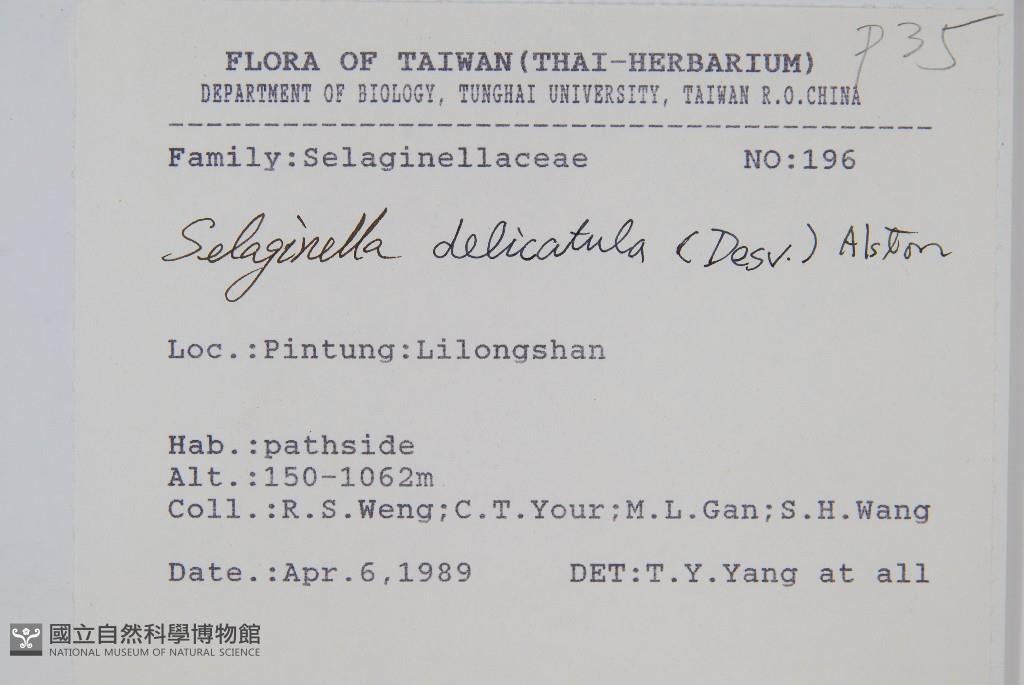 P35
FLORA OF TAIWAN(THAI-HERBARIUM)
DEPARTMENT OF BIOLOGY, TUNGHAI UNIVERSITY, TAIWAN R.O.CHINA
Family:Selaginellaceae NO:196
Selaginella delicatula (Desv.) Alston
Loc.:Pintung:Lilongshan
Hab.:pathside
Alt.:150-1062m
Coll.:R.S.Weng;C.T.Your;M.L.Gan;S.H.Wang
Date.:Apr.6,1989 DET:T.Y.Yang at all
國立自然科學博物館
NATIONAL MUSEUM OF NATURAL SCIENCE